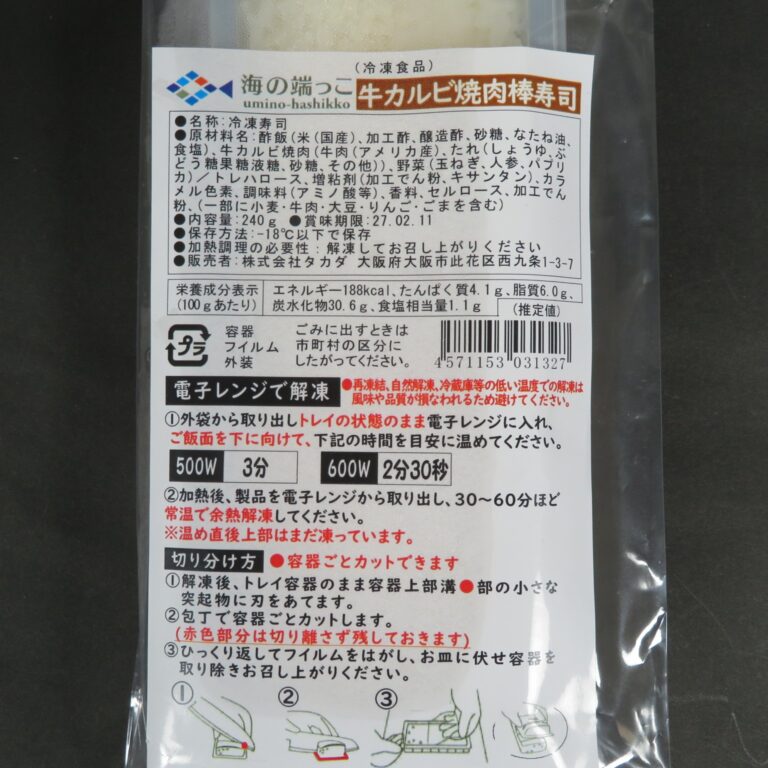 (冷凍食品)
海の端っこ
umino-hashikko
牛カルビ焼肉棒寿司
●名称:冷凍寿司
●原材料名:酢飯(米(国産)、加工酢、醸造酢、砂糖、なたね油、
食塩)、牛カルビ焼肉(牛肉(アメリカ産)、たれ(しょうゆ、ぶ
どう糖果糖液糖、砂糖、その他))、野菜(玉ねぎ、人参、パプリ
カ)/トレハロース、増粘剤(加工でん粉、キサンタン)、カラ
メル色素、調味料(アミノ酸等)、香料、セルロース、加工でん
粉、(一部に小麦・牛肉・大豆・りんご・ごまを含む)
●内容量:240g ●賞味期限:27.02.11
●保存方法:-18℃以下で保存
●加熱調理の必要性:解凍してお召し上がりください
●販売者:株式会社タカダ 大阪府大阪市此花区西九条1-3-7
栄養成分表示
(100gあたり)
エネルギー188kcal、たんぱく質4.1g、脂質6.0g、
炭水化物30.6g、食塩相当量1.1g
(推定値)
プラ
容器
フイルム
外装
ごみに出すときは
市町村の区分に
したがってください。
4571153 031327
電子レンジで解凍
●再凍結、自然解凍、冷蔵庫等の低い温度での解凍は
風味や品質が損なわれるため避けてください。
①外袋から取り出しトレイの状態のまま電子レンジに入れ、
ご飯面を下に向けて、下記の時間を目安に温めてください。
500W 3分 600W 2分30秒
②加熱後、製品を電子レンジから取り出し、30〜60分ほど
常温で余熱解凍してください。
※温め直後上部はまだ凍っています。
切り分け方 ●容器ごとカットできます
①解凍後、トレイ容器のまま容器上部溝●部の小さな
突起物に刃をあてます。
②包丁で容器ごとカットします。
(赤色部分は切り離さず残しておきます)
③ひっくり返してフイルムをはがし、お皿に伏せ容器を
取り除きお召し上がりください。
① ② ③